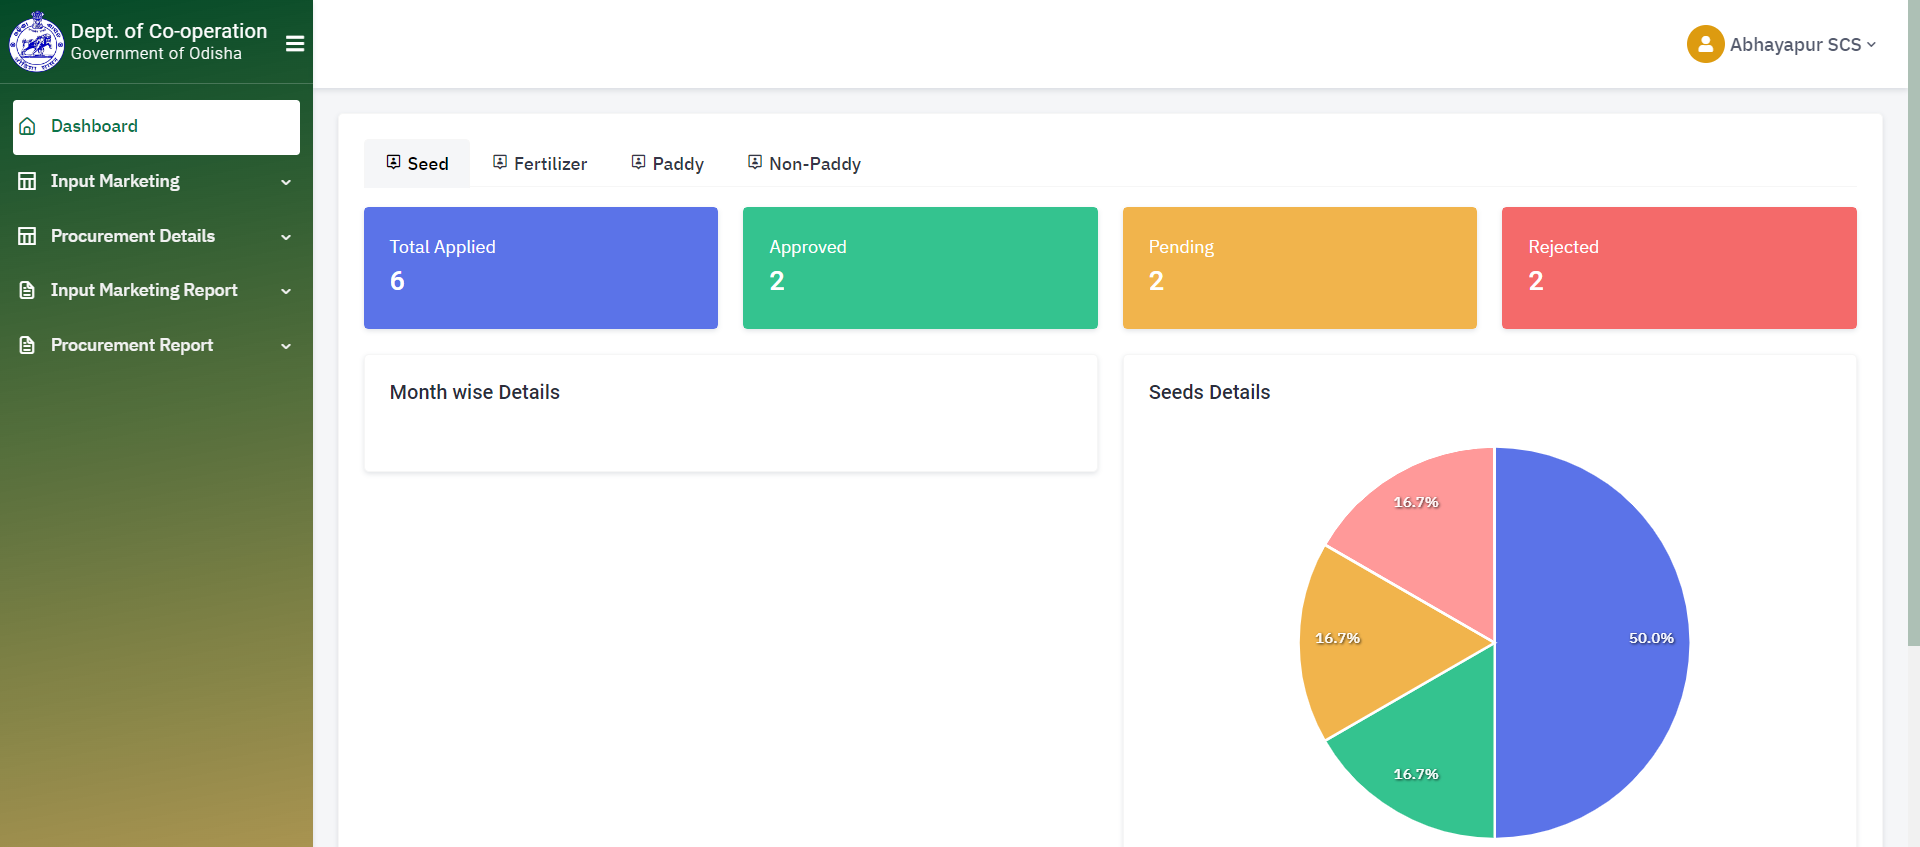 Dept. of Co-operation
Government of Odisha
Abhayapur SCS
Dashboard
Input Marketing
Procurement Details
Input Marketing Report
Procurement Report
Seed
Fertilizer
Paddy
Non-Paddy
Total Applied
6
Approved
2
Pending
2
Rejected
2
Month wise Details
Seeds Details
16.7%
16.7%
50.0%
16.7%